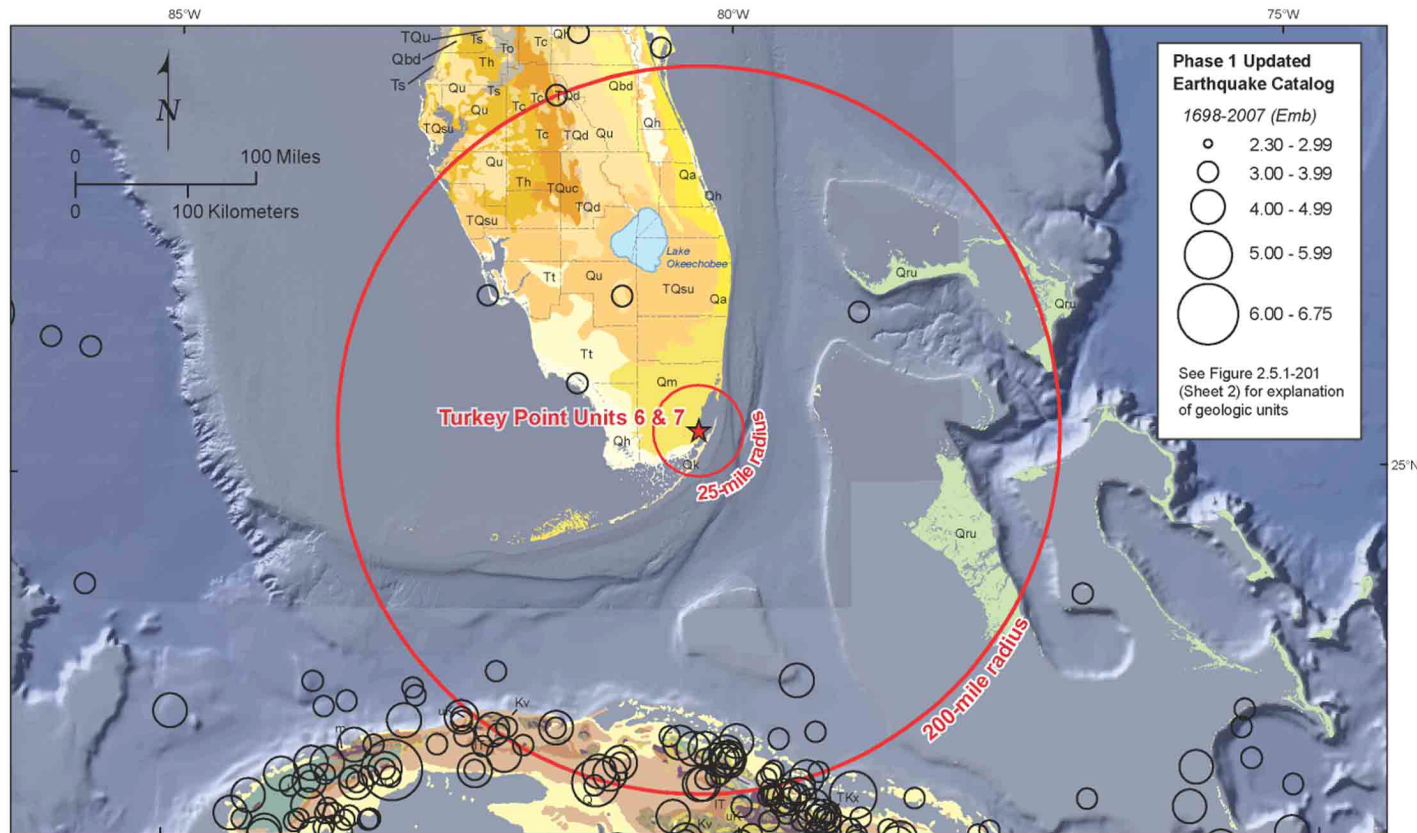 85°W
80°W
75°W
TQu
Qbd
Ts
Ts
To
Tc
Qh
Th
Qu
Ts
Tc
Tc
TQd
Qbd
Qu
TQsu
Tc
TQd
Qu
Qh
Qu
Th
TQuc
TQd
Qa
Qh
TQsu
Lake
Okeechobee
Tt
Qu
TQsu
Qa
Tt
Qm
Turkey Point Units 6 & 7
Qh
Qk
25-mile radius
200-mile radius
N
0
100 Miles
0
100 Kilometers
Qru
Qru
Qru
25°N
Phase 1 Updated
Earthquake Catalog
1698-2007 (Emb)
2.30 - 2.99
3.00 - 3.99
4.00 - 4.99
5.00 - 5.99
6.00 - 6.75
See Figure 2.5.1-201
(Sheet 2) for explanation
of geologic units
Kv
m
IT
TKx
Kv